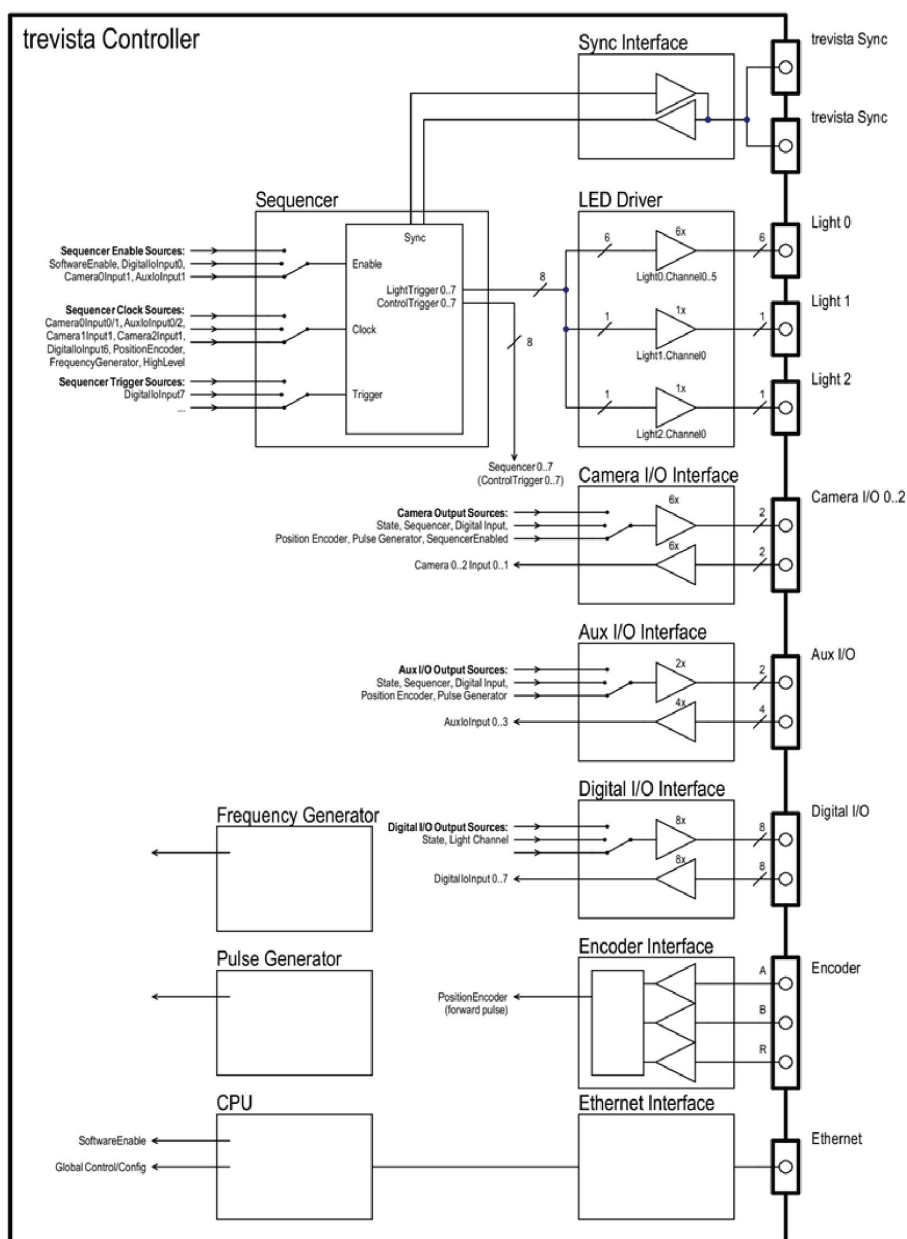 trevista Controller
Sync Interface
trevista Sync
trevista Sync
Sequencer
Sync
Sequencer Enable Sources:
SoftwareEnable, DigitalIoInput0,
Camera0Input1, AuxIoInput1
Enable
LightTrigger 0..7
ControlTrigger 0..7
8
8
Sequencer Clock Sources:
Camera0Input0/1, AuxIoInput0/2,
Camera1Input1, Camera2Input1,
DigitalIoInput6, PositionEncoder,
FrequencyGenerator, HighLevel
Clock
Sequencer Trigger Sources:
DigitalIoInput7
....
Trigger
Sequencer 0..7
(ControlTrigger 0..7)
LED Driver
6
6x
6
Light0.Channel0..5
Light 0
1
1x
1
Light1.Channel0
Light 1
1
1x
1
Light2.Channel0
Light 2
Camera I/O Interface
Camera Output Sources:
State, Sequencer, Digital Input,
Position Encoder, Pulse Generator, SequencerEnabled
6x
2
Camera I/O 0..2
Camera 0..2 Input 0..1
6x
2
Aux I/O Interface
Aux I/O Output Sources:
State, Sequencer, Digital Input,
Position Encoder, Pulse Generator
2x
2
Aux I/O
AuxIoInput 0..3
4x
4
Digital I/O Interface
Digital I/O Output Sources:
State, Light Channel
8x
8
Digital I/O
DigitalIoInput 0..7
8x
8
Frequency Generator
Pulse Generator
Encoder Interface
PositionEncoder
(forward pulse)
A
B
R
Encoder
CPU
SoftwareEnable
Global Control/Config
Ethernet Interface
Ethernet